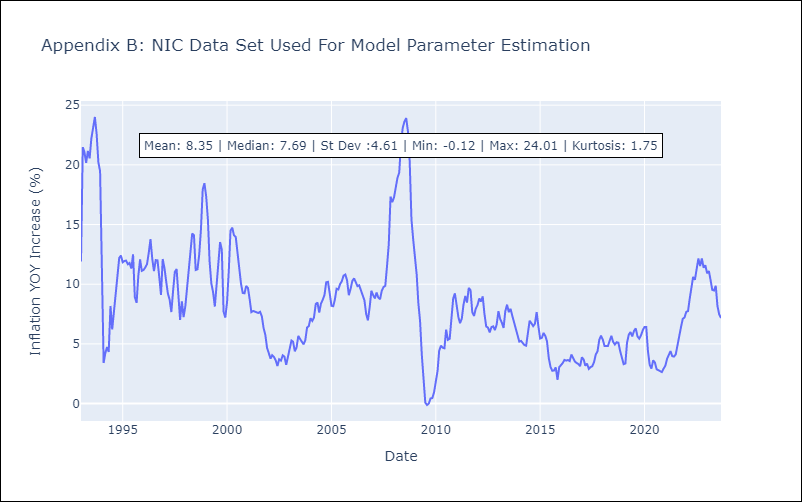 Appendix B: NIC Data Set Used For Model Parameter Estimation
25
Mean: 8.35 | Median: 7.69 | St Dev :4.61 | Min: -0.12 | Max: 24.01 | Kurtosis: 1.75
20
15
10
5
0
Inflation YOY Increase (%)
1995 2000 2005 2010 2015 2020
Date